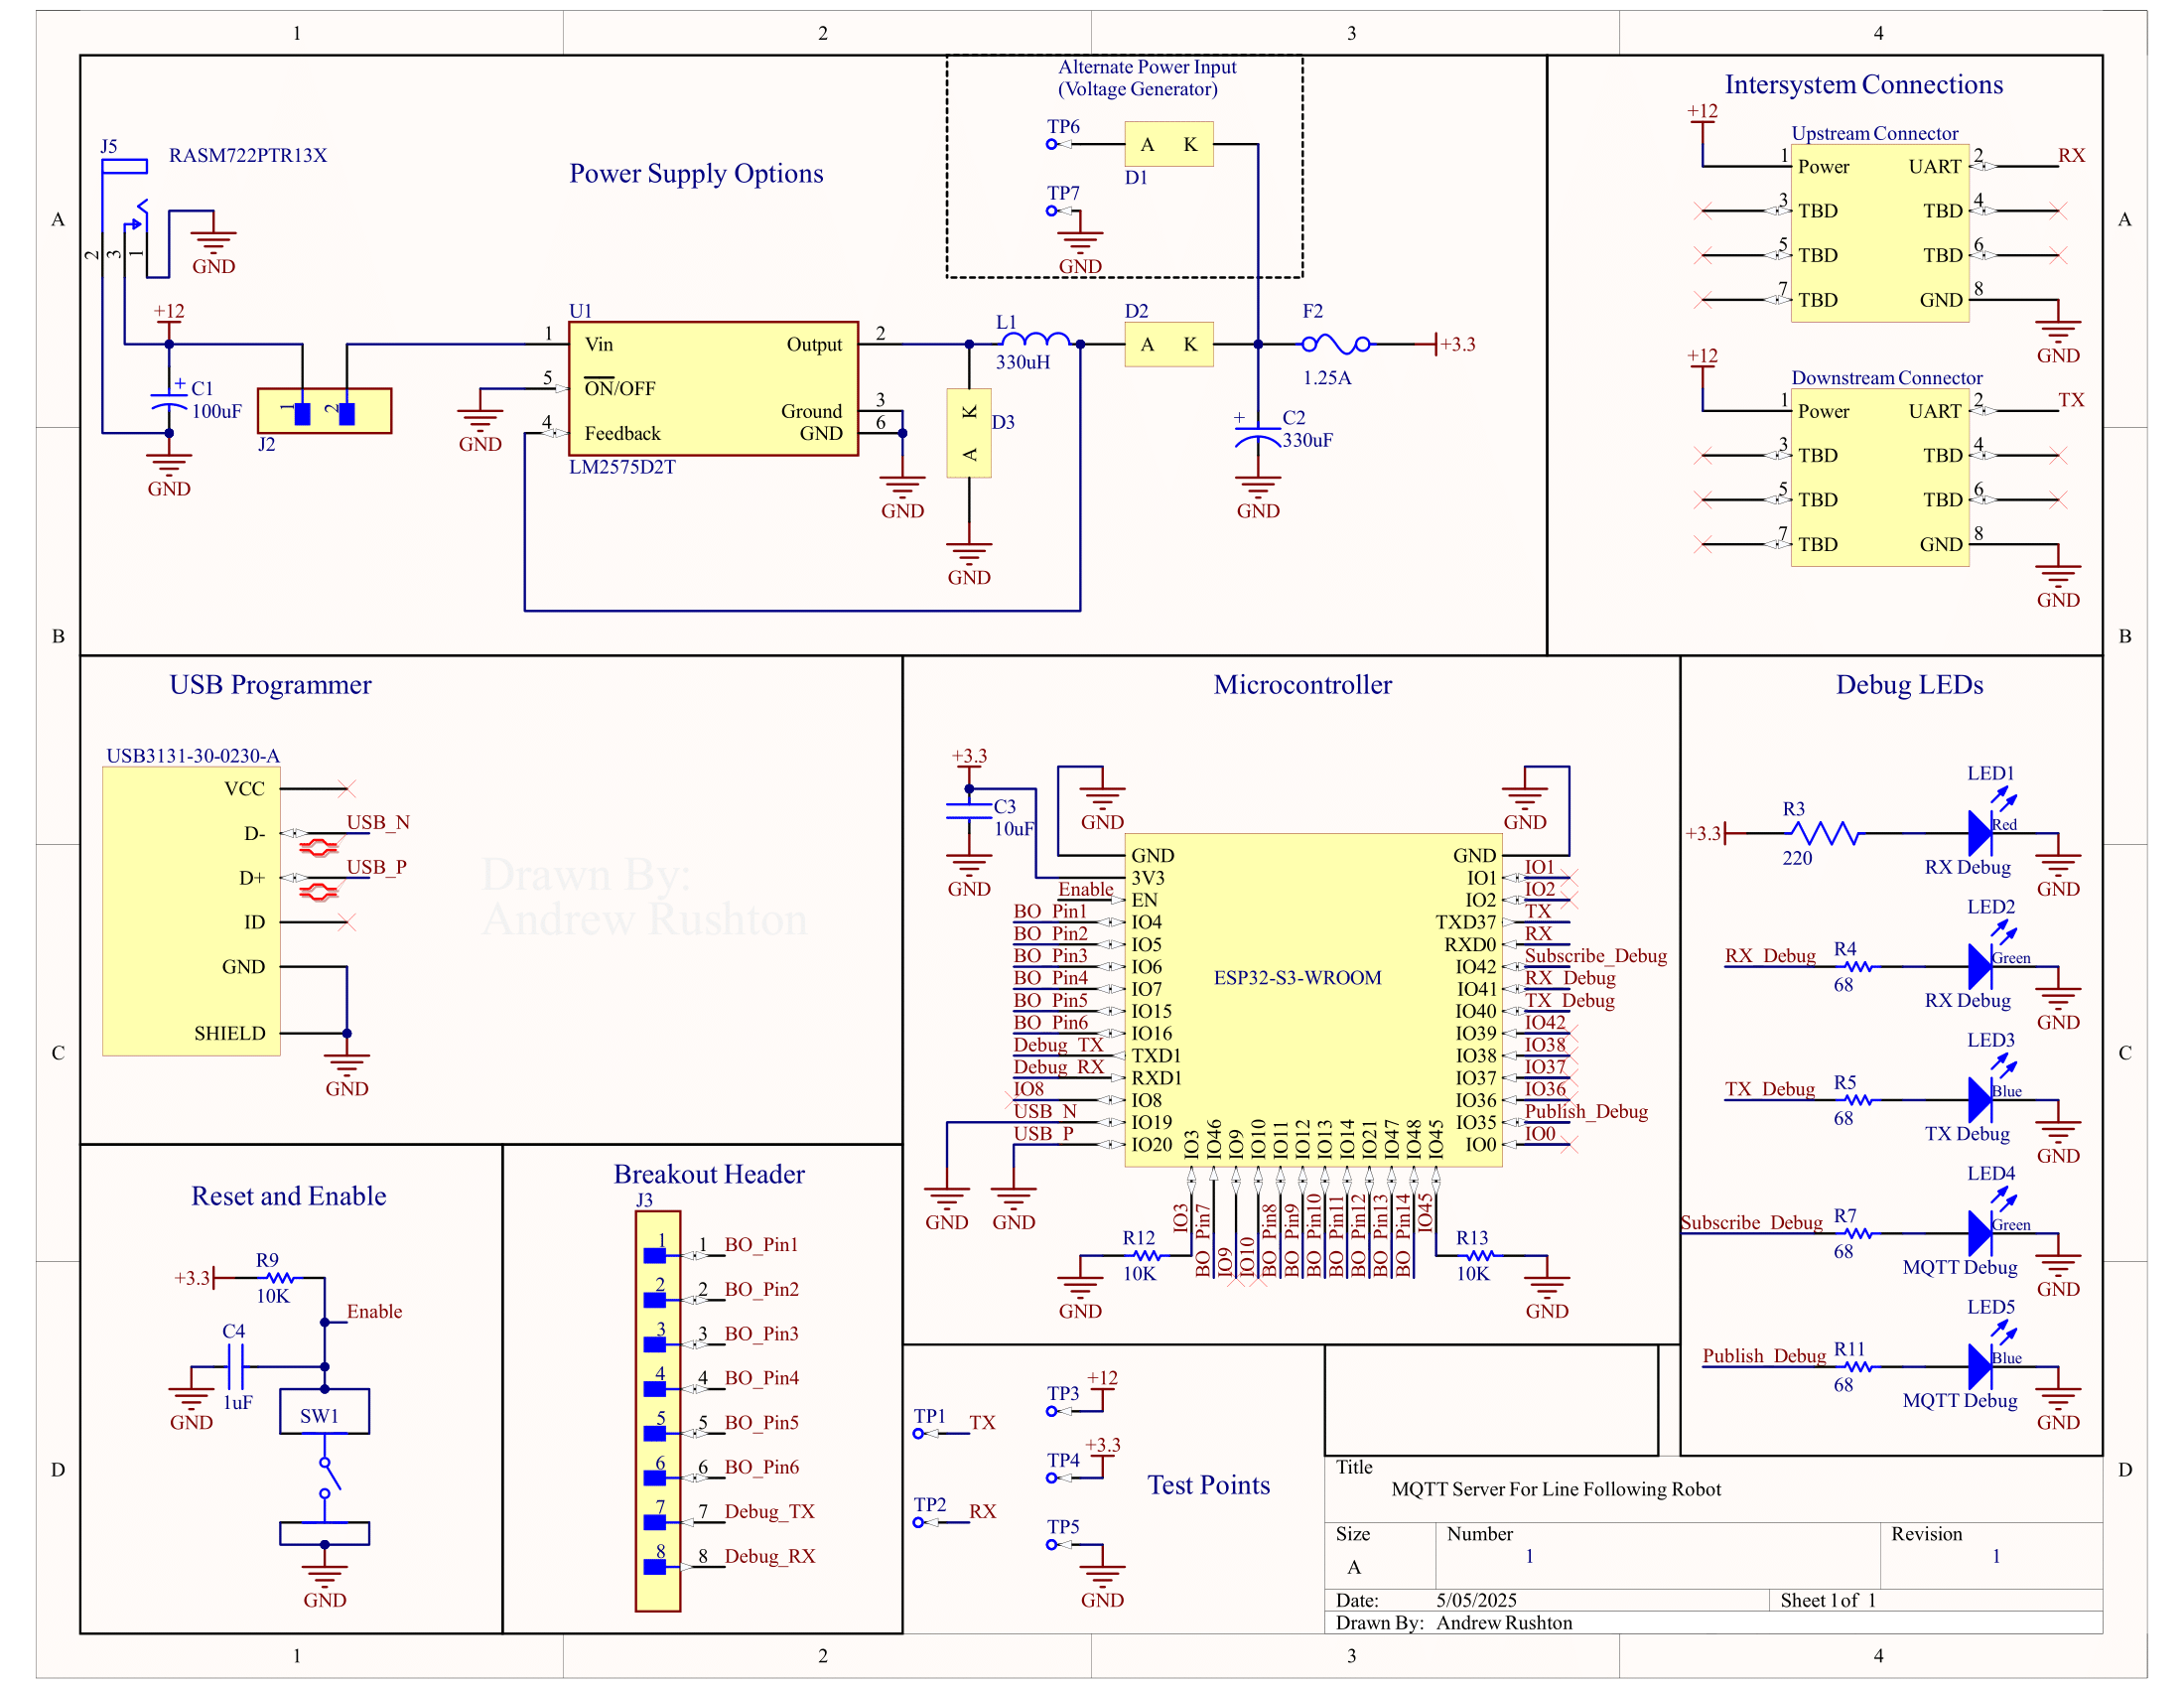 1 2 3 4
A
B
C
D
A
B
C
D
1 2 3 4
Power Supply Options
J5
RASM722PTR13X
2 3 1
GND
+12
+
C1
100uF
GND
1 2
J2
U1
1 Vin
Output 2
5 ON/OFF
Ground 3
GND 6
4 Feedback
LM2575D2T
GND
GND
Alternate Power Input
(Voltage Generator)
TP6
A K
D1
TP7
GND
L1
330uH
D2
A K
F2
1.25A
+3.3
K
D3
A
GND
+
C2
330uF
GND
Intersystem Connections
+12
Upstream Connector
1 Power UART 2 RX
3 TBD TBD 4
5 TBD TBD 6
7 TBD GND 8
GND
+12
Downstream Connector
1 Power UART 2 TX
3 TBD TBD 4
5 TBD TBD 6
7 TBD GND 8
GND
USB Programmer
USB3131-30-0230-A
VCC
D- USB_N
D+ USB_P
ID
GND
SHIELD
GND
Drawn By:
Andrew Rushton
Microcontroller
+3.3
C3
10uF
GND
GND
GND
ESP32-S3-WROOM
GND
3V3
Enable EN
BO_Pin1 IO4
BO_Pin2 IO5
BO_Pin3 IO6
BO_Pin4 IO7
BO_Pin5 IO15
BO_Pin6 IO16
Debug_TX TXD1
Debug_RX RXD1
IO8 IO8
USB_N IO19
USB_P IO20
GND
GND
GND
IO1 IO1
IO2 IO2
TXD37 TX
RXD0 RX
IO42 Subscribe_Debug
IO41 RX_Debug
IO40 TX_Debug
IO39 IO42
IO38 IO38
IO37 IO37
IO36 IO36
IO35 Publish_Debug
IO0 IO0
IO3 IO46 IO9 IO10 IO11 IO12 IO13 IO14 IO21 IO47 IO48 IO45
IO3 BO_Pin7 IO9 IO10 BO_Pin8 BO_Pin9 BO_Pin10 BO_Pin11 BO_Pin12 BO_Pin13 BO_Pin14 IO45
R12
10K
GND
R13
10K
GND
Debug LEDs
LED1
R3
+3.3
220
Red
RX Debug
GND
LED2
RX_Debug R4
68
Green
RX Debug
GND
LED3
TX_Debug R5
68
Blue
TX Debug
GND
LED4
Subscribe_Debug R7
68
Green
MQTT Debug
GND
LED5
Publish_Debug R11
68
Blue
MQTT Debug
GND
Reset and Enable
R9
+3.3
10K
Enable
C4
1uF
GND
SW1
GND
Breakout Header
J3
1 1 BO_Pin1
2 2 BO_Pin2
3 3 BO_Pin3
4 4 BO_Pin4
5 5 BO_Pin5
6 6 BO_Pin6
7 7 Debug_TX
8 8 Debug_RX
Test Points
TP1 TX
TP2 RX
TP3 +12
TP4 +3.3
TP5
GND
Title
MQTT Server For Line Following Robot
Size
A
Number
1
Revision
1
Date: 5/05/2025
Sheet 1 of 1
Drawn By: Andrew Rushton